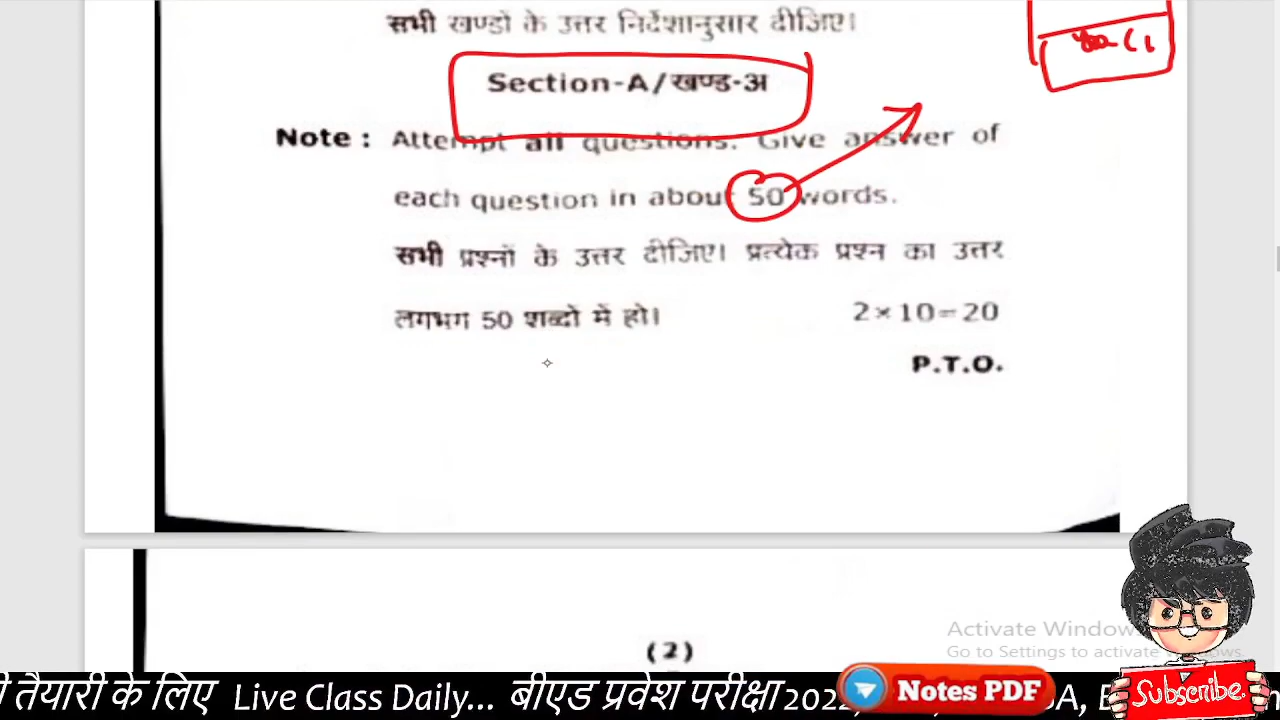 सभी खण्डों के उत्तर निर्देशानुसार दीजिए।
Section-A/खण्ड-अ
Note : Attempt all questions. Give answer of
each question in about 50 words.
सभी प्रश्नों के उत्तर दीजिए। प्रत्येक प्रश्न का उत्तर
लगभग 50 शब्दों में हो।
2×10=20
P.T.O.
(2)
Activate Window
Go to Settings to activate Windows.
तैयारी के लिए Live Class Daily... बीएड प्रवेश परीक्षा 2022,
Notes PDF
Subscribe